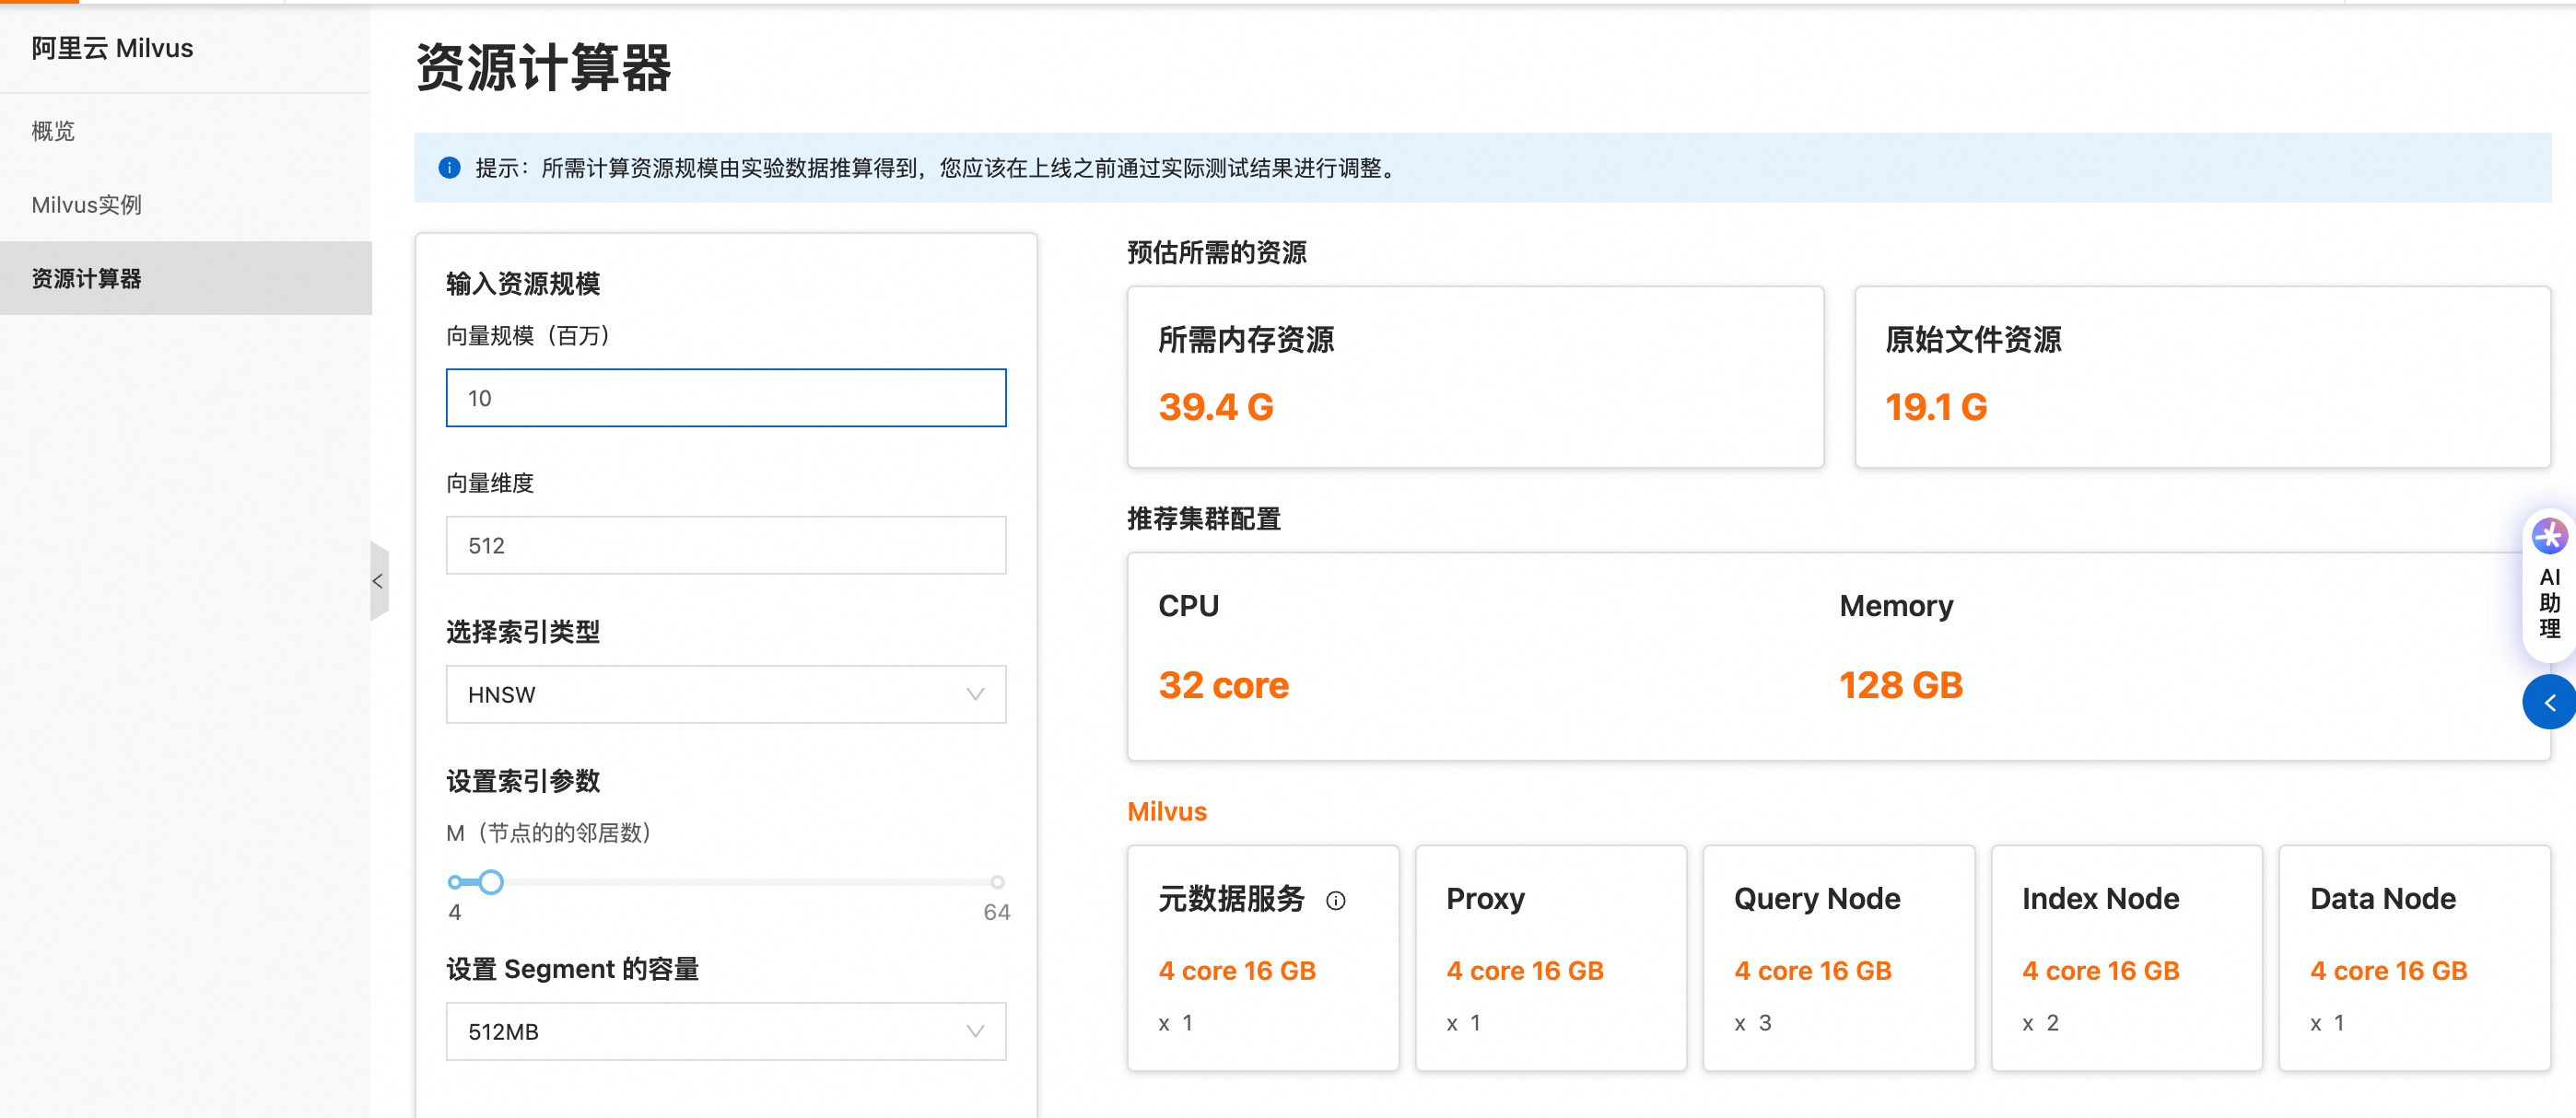 阿里云 Milvus
概览
Milvus实例
资源计算器
资源计算器
提示：所需计算资源规模由实验数据推算得到，您应该在上线之前通过实际测试结果进行调整。
输入资源规模
向量规模（百万）
10
向量维度
512
选择索引类型
HNSW
设置索引参数
M（节点的的邻居数）
4
64
设置 Segment 的容量
512MB
预估所需的资源
所需内存资源
39.4 G
原始文件资源
19.1 G
推荐集群配置
CPU
32 core
Memory
128 GB
Milvus
元数据服务
4 core 16 GB
x 1
Proxy
4 core 16 GB
x 1
Query Node
4 core 16 GB
x 3
Index Node
4 core 16 GB
x 2
Data Node
4 core 16 GB
x 1
AI
助
理